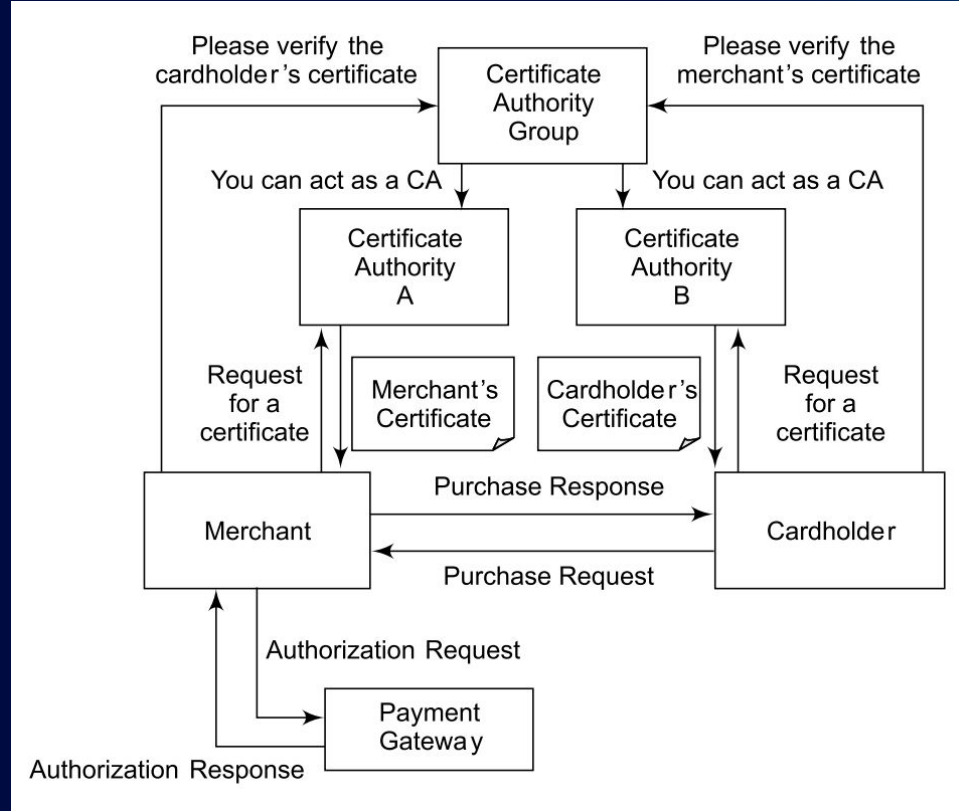 Please verify the
cardholder's certificate
Please verify the
merchant's certificate
Certificate
Authority
Group
You can act as a CA
You can act as a CA
Certificate
Authority
A
Certificate
Authority
B
Request
for a
certificate
Merchant's
Certificate
Cardholder's
Certificate
Request
for a
certificate
Purchase Response
Merchant
Cardholder
Purchase Request
Authorization Request
Payment
Gateway
Authorization Response